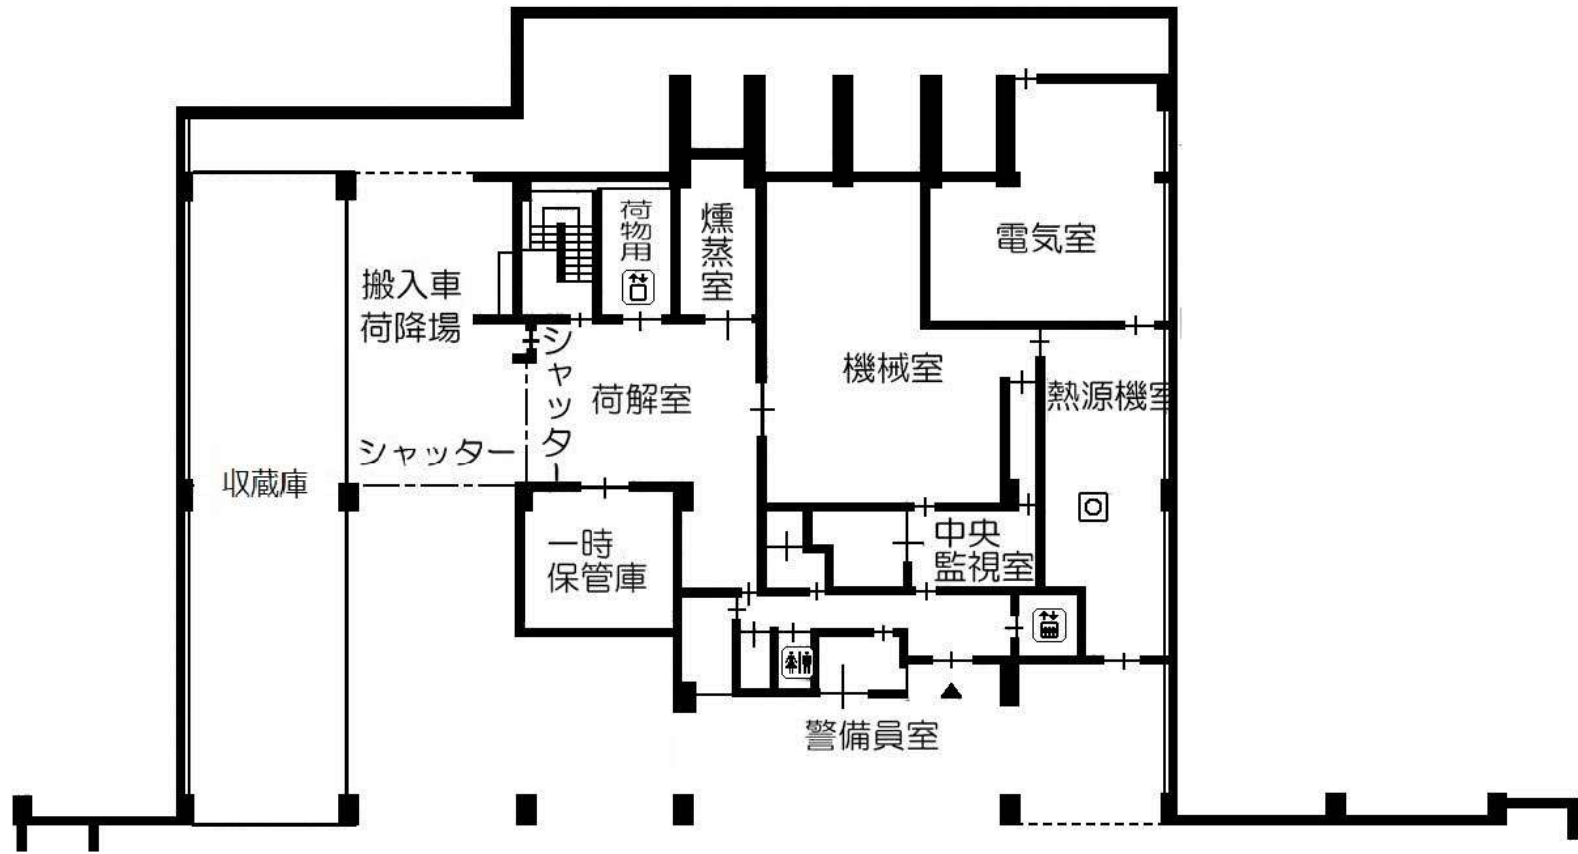 荷物用
燻蒸室
電気室
搬入車
荷降場
シャッター
荷解室
機械室
熱源機室
シャッター
収蔵庫
一時
保管庫
中央
監視室
警備員室